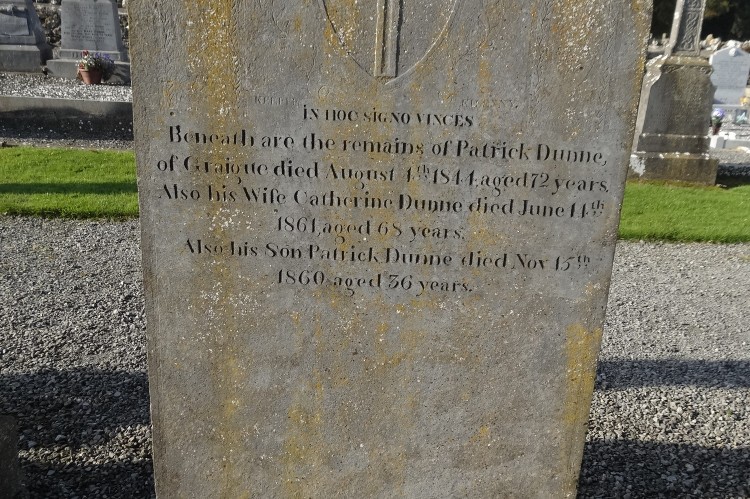 IN HOC SIGNO VINCES
Beneath are the remains of Patrick Dunne,
of Graigue died August 4th 1844, aged 72 years.
Also his Wife Catherine Dunne died June 14th
1861, aged 68 years.
Also his Son Patrick Dunne died Nov 15th
1860 aged 36 years.